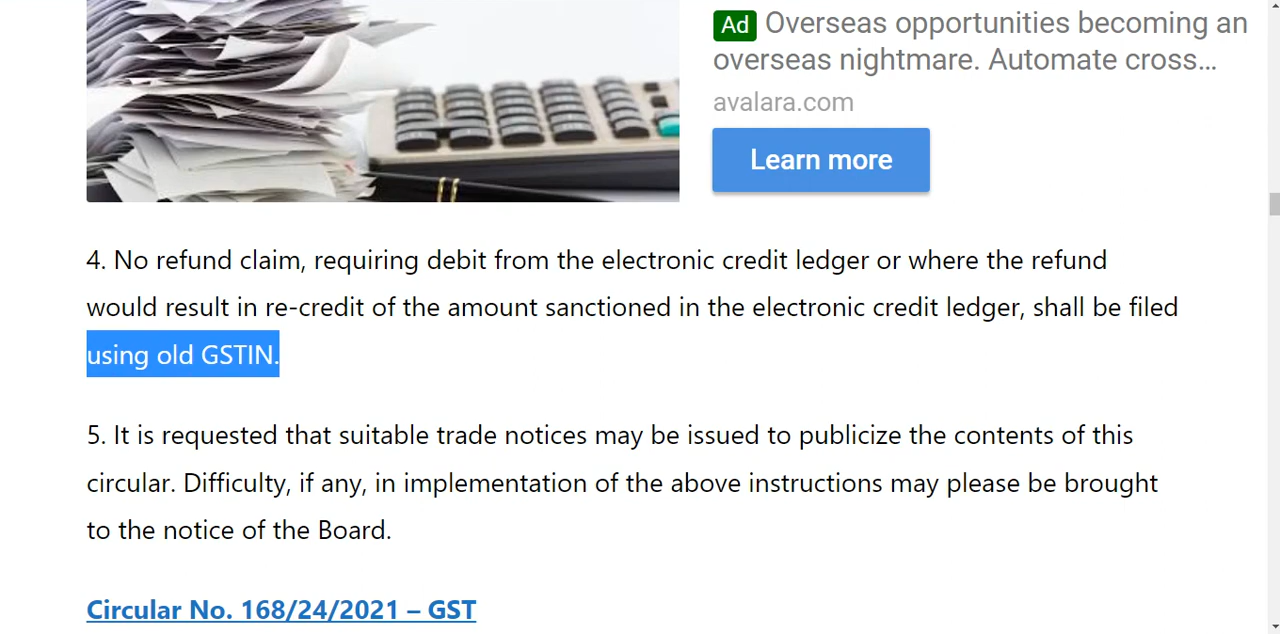 Ad Overseas opportunities becoming an
overseas nightmare. Automate cross...
avalara.com
Learn more
4. No refund claim, requiring debit from the electronic credit ledger or where the refund
would result in re-credit of the amount sanctioned in the electronic credit ledger, shall be filed
using old GSTIN.
5. It is requested that suitable trade notices may be issued to publicize the contents of this
circular. Difficulty, if any, in implementation of the above instructions may please be brought
to the notice of the Board.
Circular No. 168/24/2021 – GST